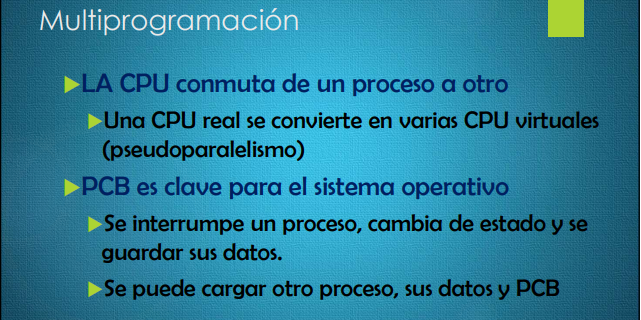 Multiprogramación
LA CPU conmuta de un proceso a otro
Una CPU real se convierte en varias CPU virtuales
(pseudoparalelismo)
PCB es clave para el sistema operativo
Se interrumpe un proceso, cambia de estado y se
guardar sus datos.
Se puede cargar otro proceso, sus datos y PCB